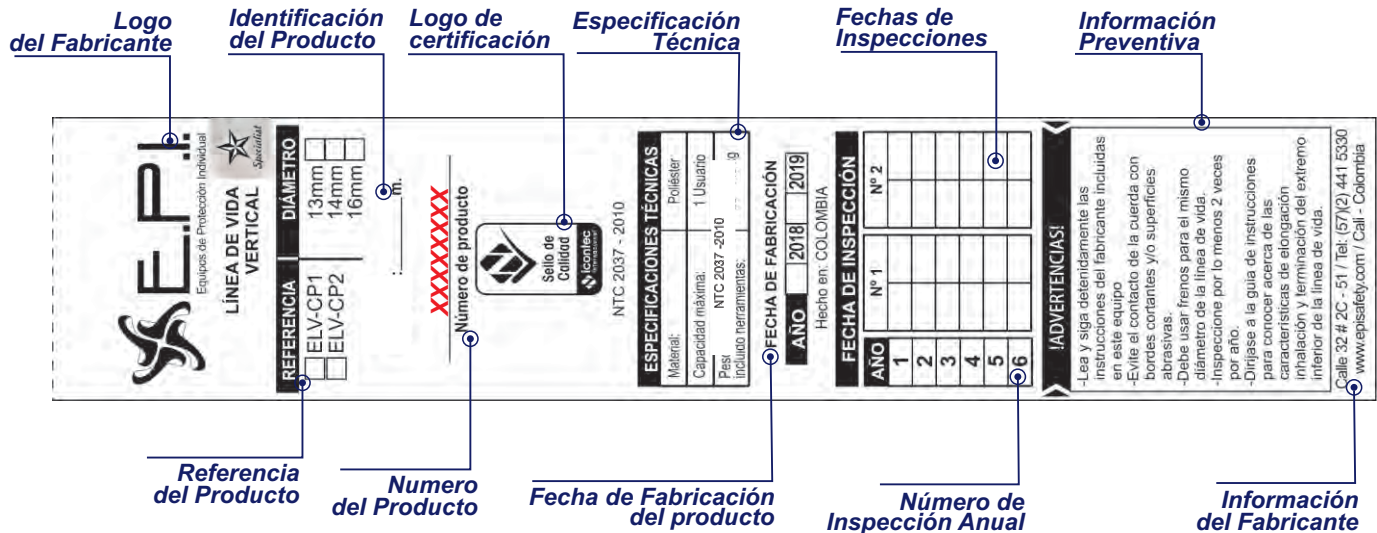 Logo
del Fabricante
Identificación
del Producto
Logo de
certificación
Especificación
Técnica
Fechas de
Inspecciones
Información
Preventiva
E.P.I.
Equipos de Protección Individual
Specialist
LÍNEA DE VIDA
VERTICAL
REFERENCIA DIÁMETRO
ELV-CP1 13mm
ELV-CP2 14mm
16mm
:______ m.
XXXXXXXX
Número de producto
Sello de
Calidad
icontec
internacional
NTC 2037 - 2010
ESPECIFICACIONES TÉCNICAS
Material: Poliéster
Capacidad máxima: 1 Usuario
NTC 2037 -2010
incluido herramientas:
FECHA DE FABRICACIÓN
AÑO 2018 2019
Hecho en: COLOMBIA
FECHA DE INSPECCIÓN
AÑO Nº 1 Nº 2
1
2
3
4
5
6
!ADVERTENCIAS!
-Lea y siga detenidamente las
instrucciones del fabricante incluidas
en este equipo
-Evite el contacto de la cuerda con
bordes cortantes y/o superficies
abrasivas.
-Debe usar frenos para el mismo
diámetro de la línea de vida.
-Inspeccione por lo menos 2 veces
por año.
-Diríjase a la guia de instrucciones
para conocer acerca de las
características de elongación
inhalación y terminación del extremo
inferior de la línea de vida.
Calle 32 # 2C - 51 / Tel: (57)(2) 441 5330
www.episafety.com / Cali - Colombia
Referencia
del Producto
Numero
del Producto
Fecha de Fabricación
del producto
Número de
Inspección Anual
Información
del Fabricante